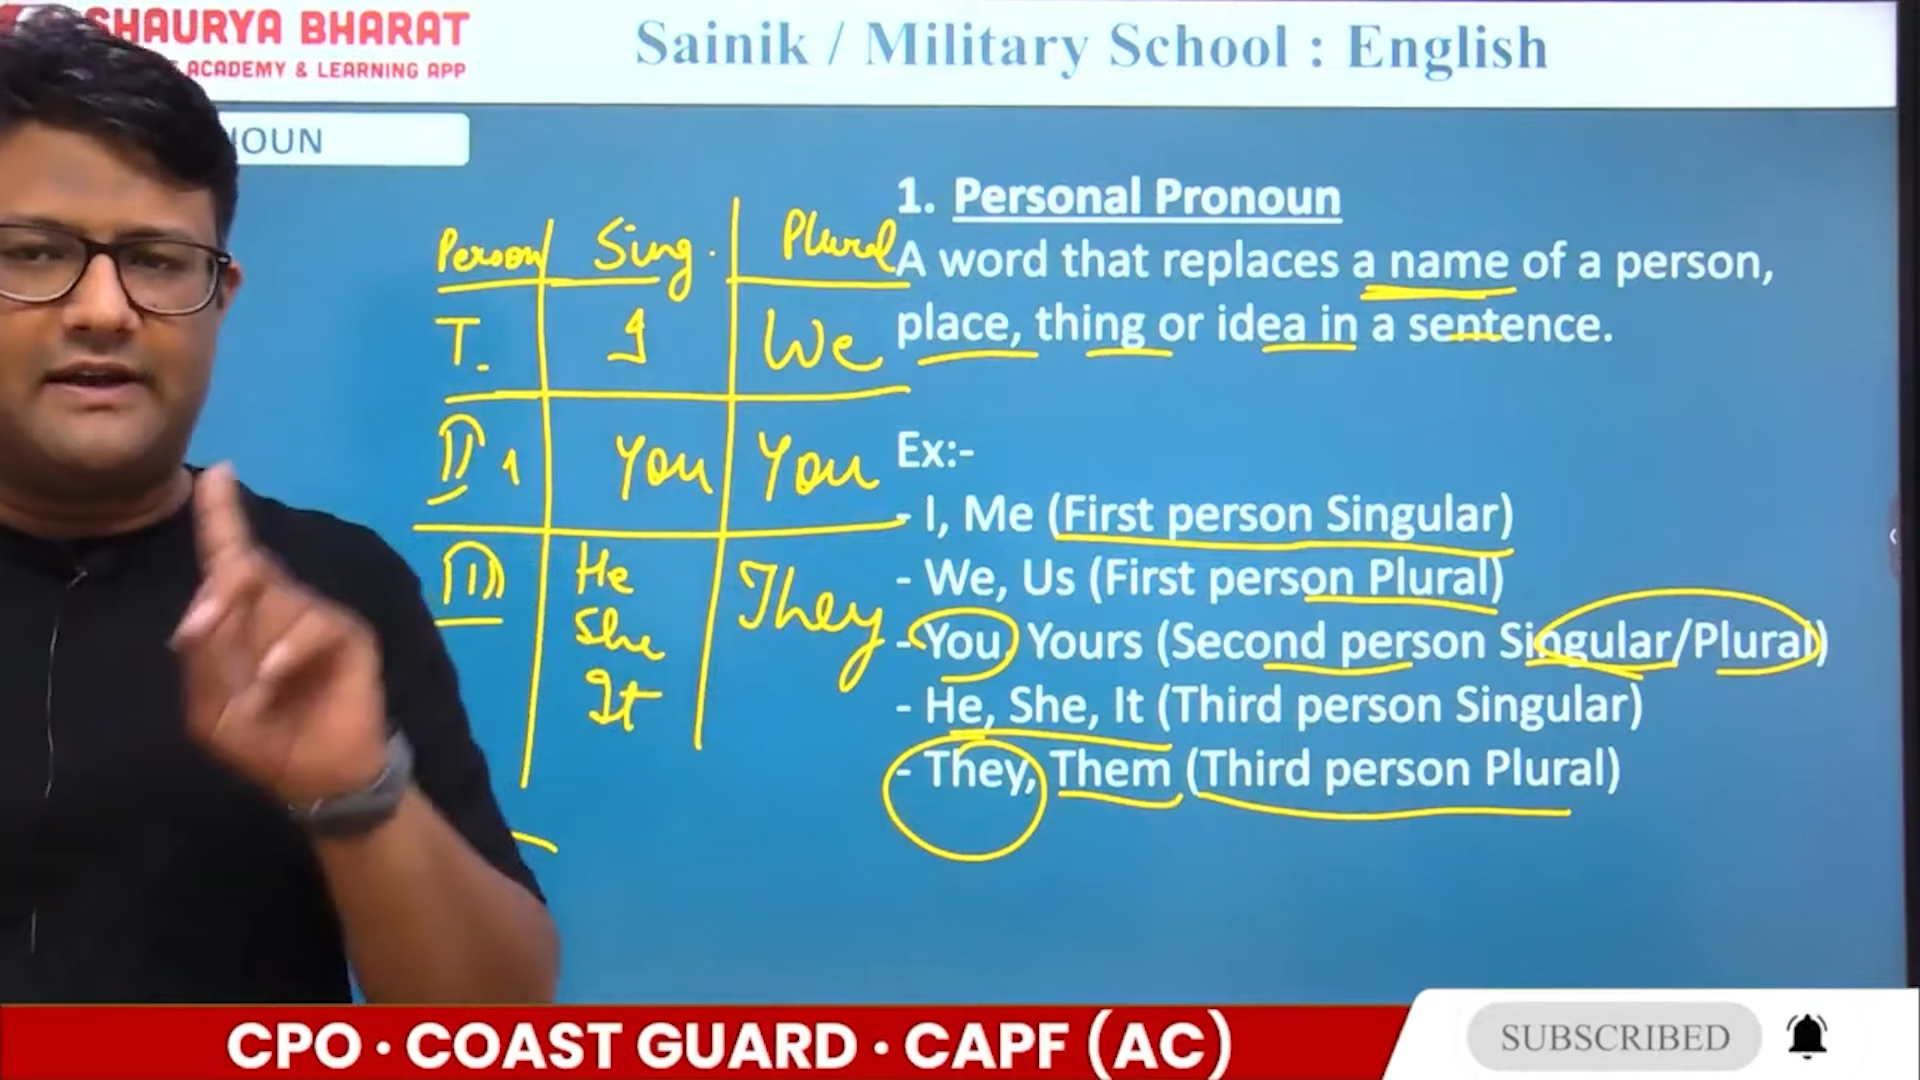 SHAURYA BHARAT
ACADEMY & LEARNING APP
Sainik / Military School : English
NOUN
Person Sing. Plural
I. I We
II You You
III He They
She
It
1. Personal Pronoun
A word that replaces a name of a person,
place, thing or idea in a sentence.
Ex:-
- I, Me (First person Singular)
- We, Us (First person Plural)
- You, Yours (Second person Singular/Plural)
- He, She, It (Third person Singular)
- They, Them (Third person Plural)
CPO · COAST GUARD · CAPF (AC)
SUBSCRIBED